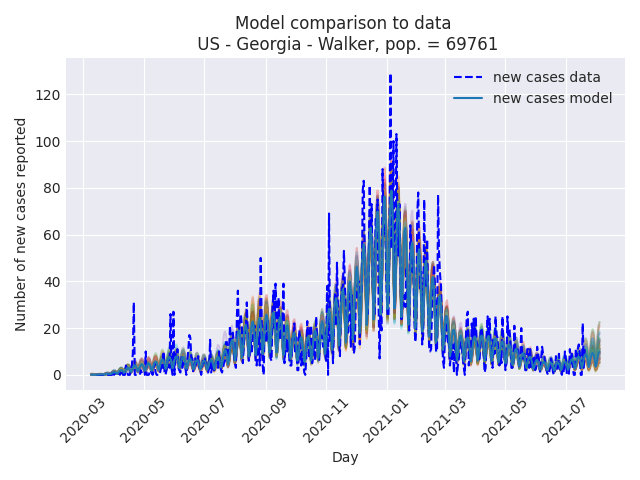 Model comparison to data
US - Georgia - Walker, pop. = 69761
new cases data
new cases model
Number of new cases reported
120
100
80
60
40
20
0
2020-03
2020-05
2020-07
2020-09
2020-11
2021-01
2021-03
2021-05
2021-07
Day